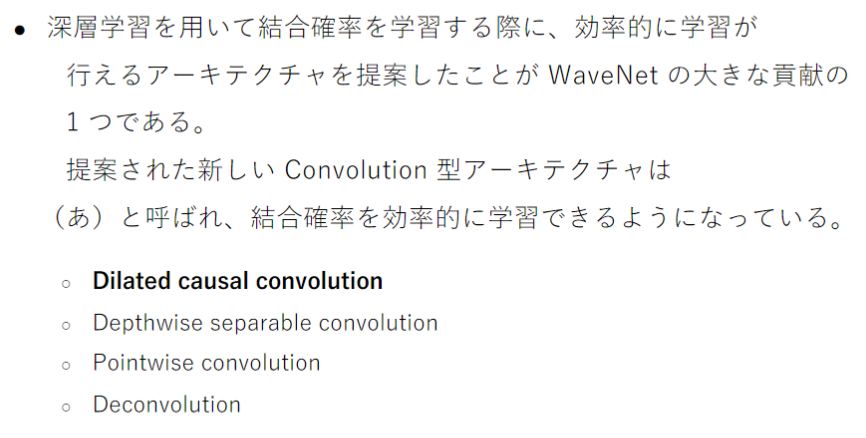 ● 深層学習を用いて結合確率を学習する際に、効率的に学習が
行えるアーキテクチャを提案したことが WaveNet の大きな貢献の
1 つである。
提案された新しい Convolution 型アーキテクチャは
（あ）と呼ばれ、結合確率を効率的に学習できるようになっている。
○ Dilated causal convolution
○ Depthwise separable convolution
○ Pointwise convolution
○ Deconvolution